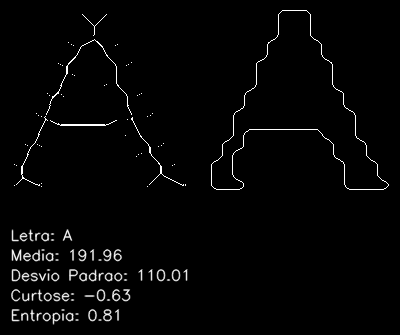 Letra: A
Media: 191.96
Desvio Padrao: 110.01
Curtose: -0.63
Entropia: 0.81